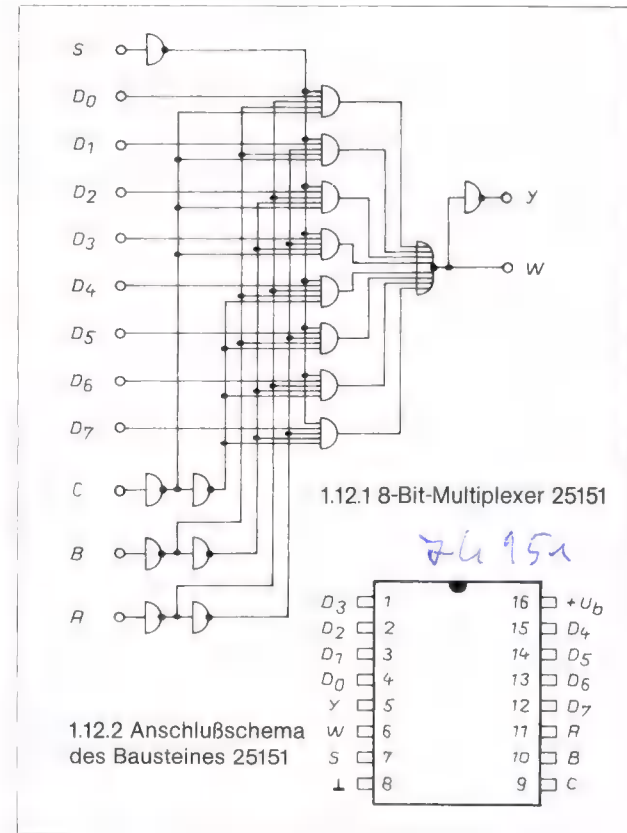 S
D0
D1
D2
D3
D4
D5
D6
D7
C
B
A
Y
W
1.12.1 8-Bit-Multiplexer 25151
74151
D3 1 16 +Ub
D2 2 15 D4
D1 3 14 D5
D0 4 13 D6
Y 5 12 D7
W 6 11 A
S 7 10 B
⊥ 8 9 C
1.12.2 Anschlußschema
des Bausteines 25151